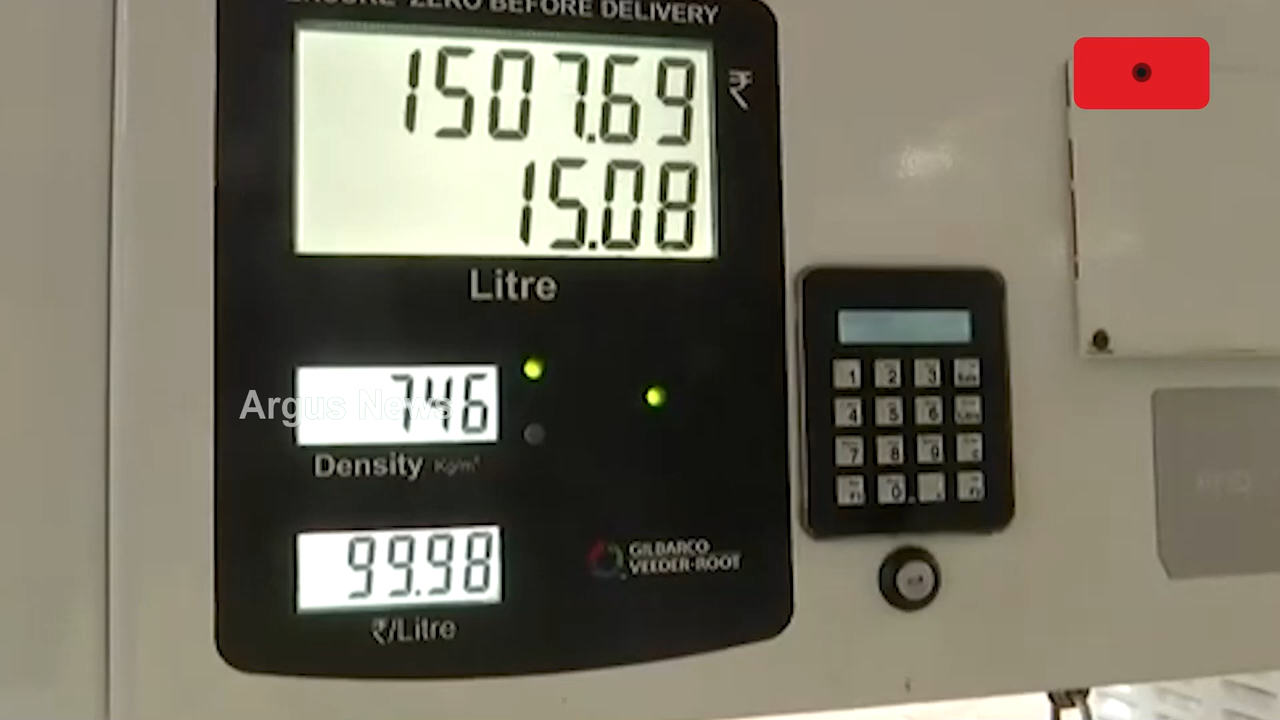 ZERO BEFORE DELIVERY
1507.69
₹
15.08
Litre
746
Argus News
Density Kg/m³
99.98
₹/Litre
GILBARCO
VEEDER-ROOT
1 2 3
4 5 6
7 8 9
0